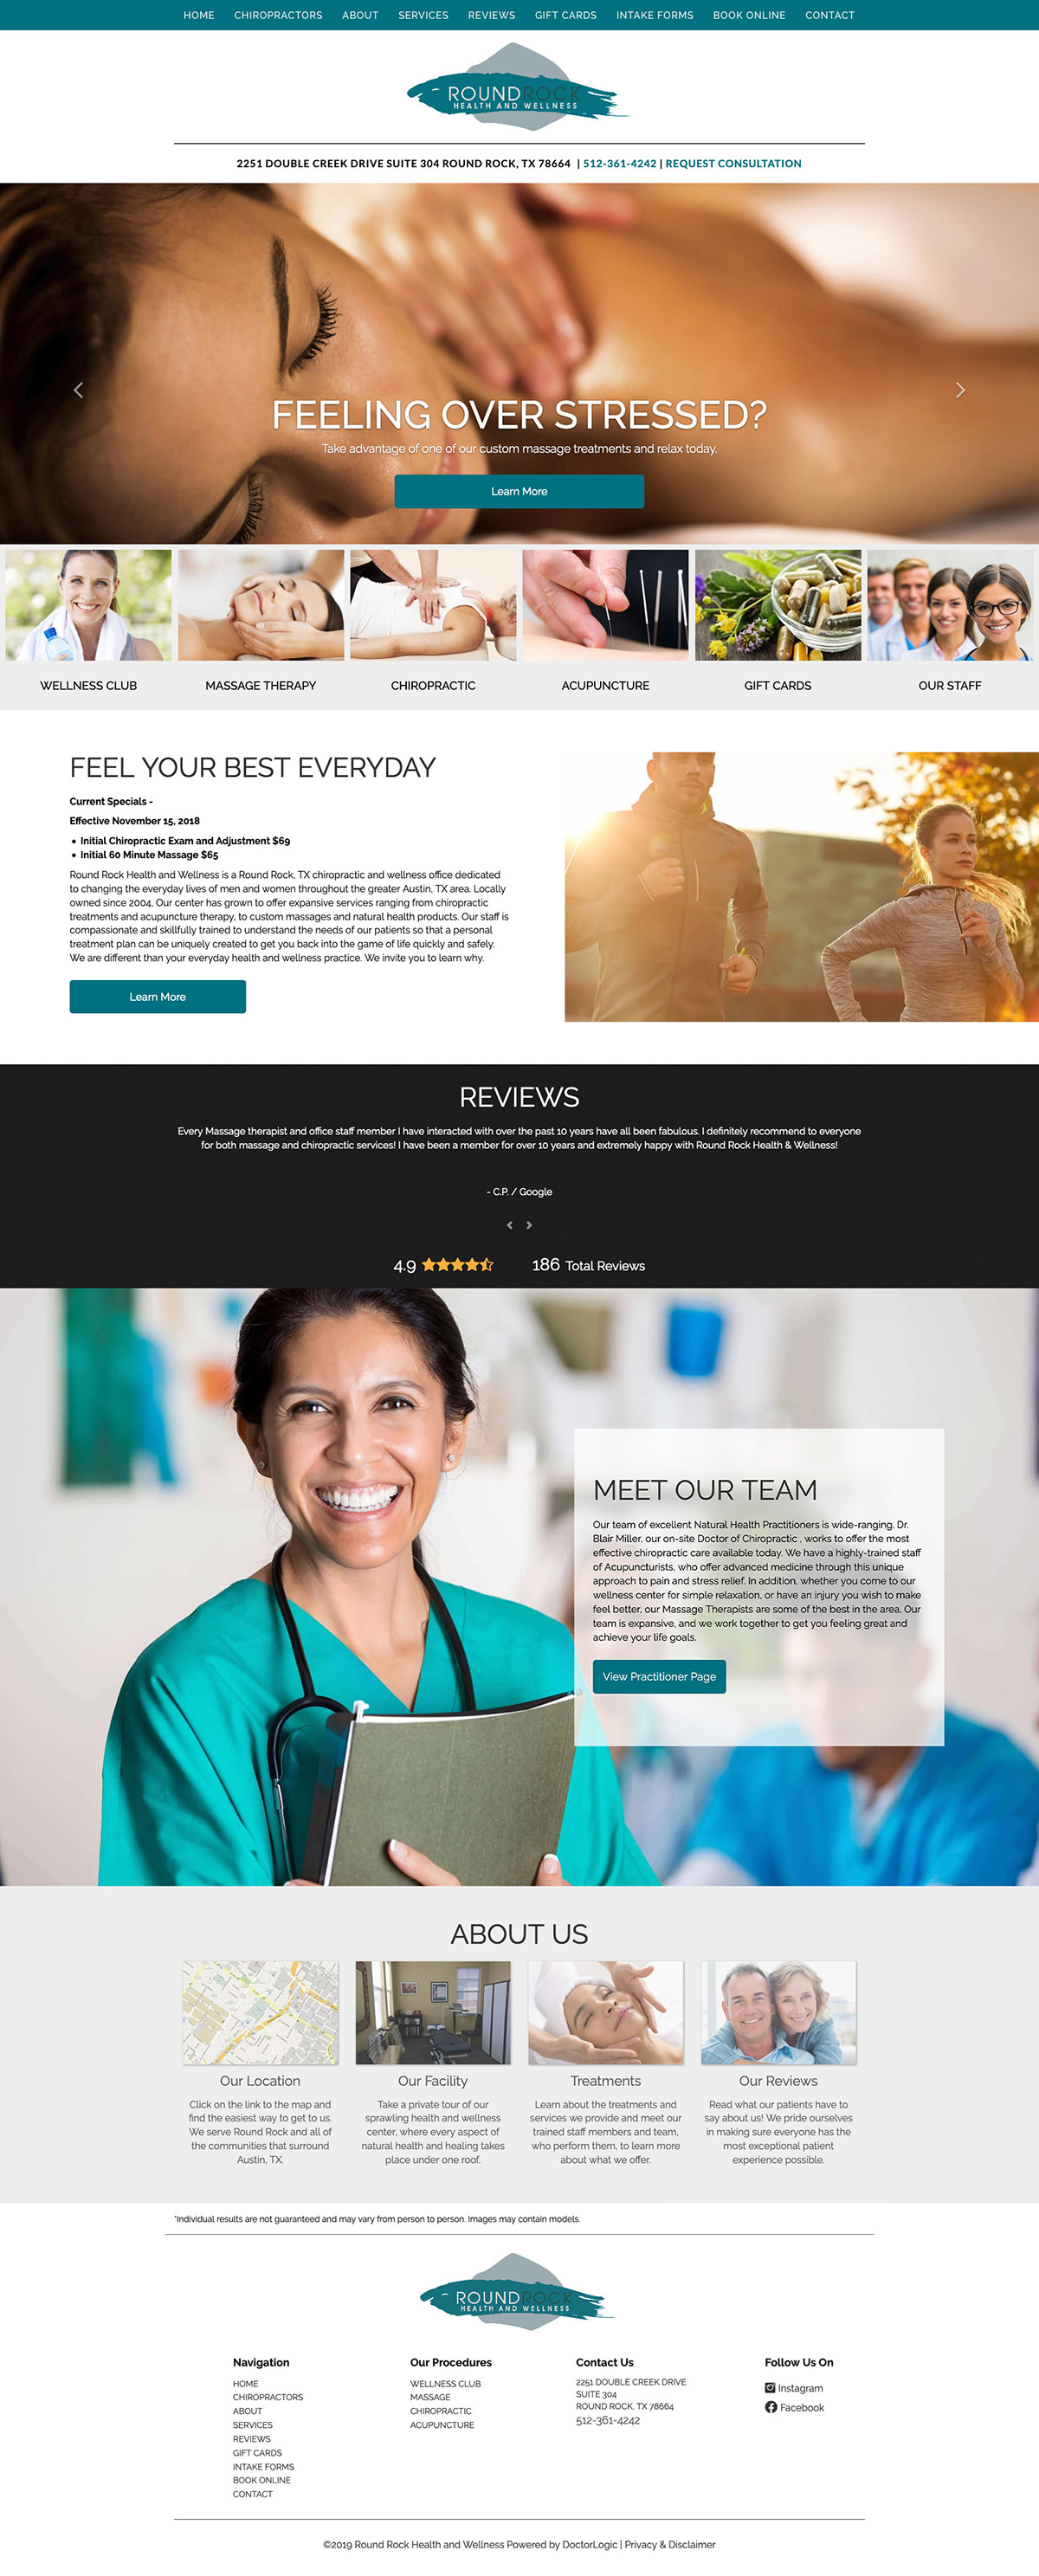 HOME CHIROPRACTORS ABOUT SERVICES REVIEWS GIFT CARDS INTAKE FORMS BOOK ONLINE CONTACT
ROUNDROCK
HEALTH AND WELLNESS
2251 DOUBLE CREEK DRIVE SUITE 304 ROUND ROCK, TX 78664 | 512-361-4242 | REQUEST CONSULTATION
FEELING OVER STRESSED?
Take advantage of one of our custom massage treatments and relax today.
Learn More
WELLNESS CLUB MASSAGE THERAPY CHIROPRACTIC ACUPUNCTURE GIFT CARDS OUR STAFF
FEEL YOUR BEST EVERYDAY
Current Specials -
Effective November 15, 2018
• Initial Chiropractic Exam and Adjustment $69
• Initial 60 Minute Massage $65
Round Rock Health and Wellness is a Round Rock, TX chiropractic and wellness office dedicated
to changing the everyday lives of men and women throughout the greater Austin, TX area. Locally
owned since 2004. Our center has grown to offer expansive services ranging from chiropractic
treatments and acupuncture therapy, to custom massages and natural health products. Our staff is
compassionate and skillfully trained to understand the needs of our patients so that a personal
treatment plan can be uniquely created to get you back into the game of life quickly and safely.
We are different than your everyday health and wellness practice. We invite you to learn why.
Learn More
REVIEWS
Every Massage therapist and office staff member I have interacted with over the past 10 years have all been fabulous. I definitely recommend to everyone
for both massage and chiropractic services! I have been a member for over 10 years and extremely happy with Round Rock Health & Wellness!
- C.P. / Google
4.9 186 Total Reviews
MEET OUR TEAM
Our team of excellent Natural Health Practitioners is wide-ranging. Dr.
Blair Miller, our on-site Doctor of Chiropractic , works to offer the most
effective chiropractic care available today. We have a highly-trained staff
of Acupuncturists, who offer advanced medicine through this unique
approach to pain and stress relief. In addition, whether you come to our
wellness center for simple relaxation, or have an injury you wish to make
feel better, our Massage Therapists are some of the best in the area. Our
team is expansive, and we work together to get you feeling great and
achieve your life goals.
View Practitioner Page
ABOUT US
Our Location
Click on the link to the map and
find the easiest way to get to us.
We serve Round Rock and all of
the communities that surround
Austin, TX.
Our Facility
Take a private tour of our
sprawling health and wellness
center, where every aspect of
natural health and healing takes
place under one roof.
Treatments
Learn about the treatments and
services we provide and meet our
trained staff members and team,
who perform them, to learn more
about what we offer.
Our Reviews
Read what our patients have to
say about us! We pride ourselves
in making sure everyone has the
most exceptional patient
experience possible.
*Individual results are not guaranteed and may vary from person to person. Images may contain models.
ROUNDROCK
HEALTH AND WELLNESS
Navigation
HOME
CHIROPRACTORS
ABOUT
SERVICES
REVIEWS
GIFT CARDS
INTAKE FORMS
BOOK ONLINE
CONTACT
Our Procedures
WELLNESS CLUB
MASSAGE
CHIROPRACTIC
ACUPUNCTURE
Contact Us
2251 DOUBLE CREEK DRIVE
SUITE 304
ROUND ROCK, TX 78664
512-361-4242
Follow Us On
Instagram
Facebook
©2019 Round Rock Health and Wellness Powered by DoctorLogic | Privacy & Disclaimer